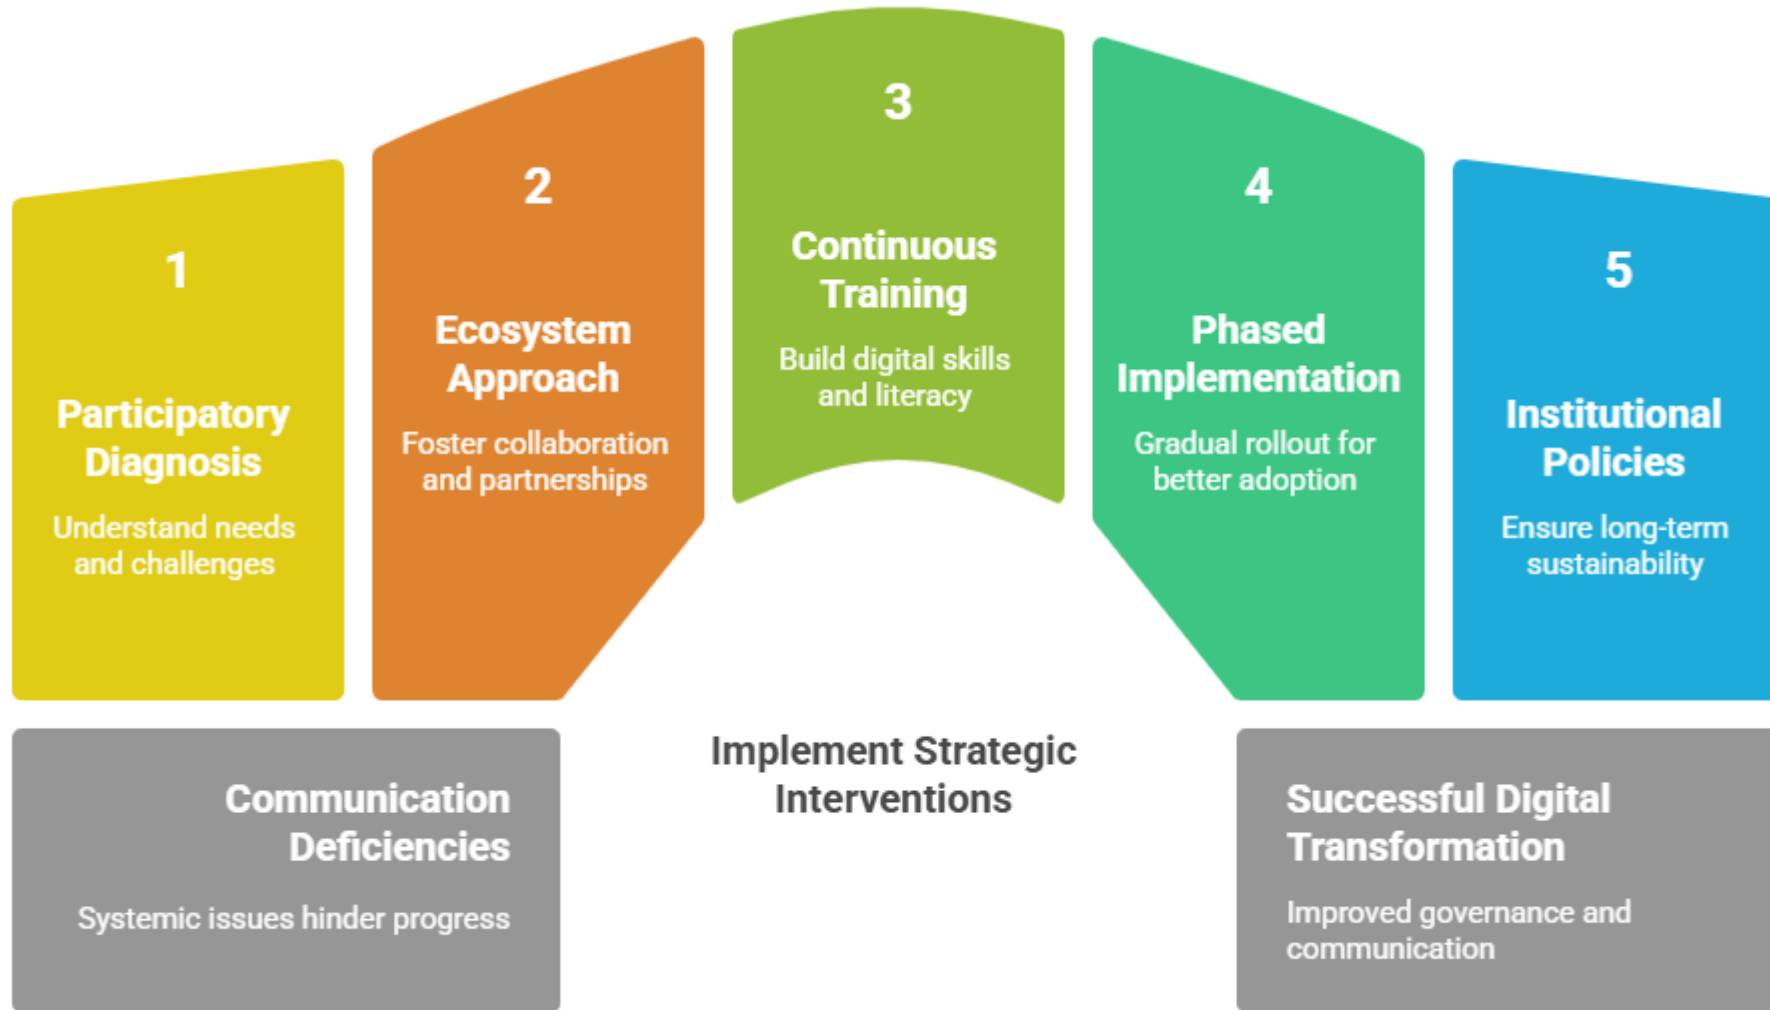 1
Participatory
Diagnosis
Understand needs
and challenges
2
Ecosystem
Approach
Foster collaboration
and partnerships
3
Continuous
Training
Build digital skills
and literacy
4
Phased
Implementation
Gradual rollout for
better adoption
5
Institutional
Policies
Ensure long-term
sustainability
Communication
Deficiencies
Systemic issues hinder progress
Implement Strategic
Interventions
Successful Digital
Transformation
Improved governance and
communication